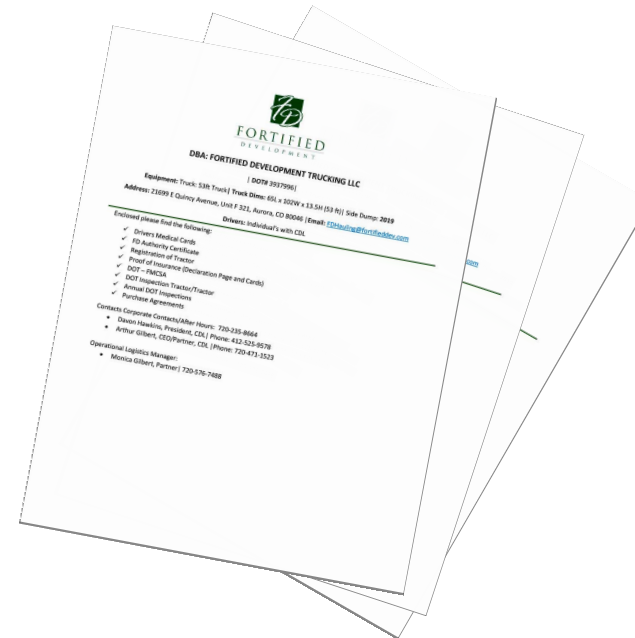 FD
FORTIFIED
DEVELOPMENT
DBA: FORTIFIED DEVELOPMENT TRUCKING LLC
| DOT# 3937996|
Equipment: Truck: 53ft Truck| Truck Dims: 65L x 102W x 13.5H (53 ft)| Side Dump: 2019
Address: 21699 E Quincy Avenue, Unit F 321, Aurora, CO 80046 |Email: FDHauling@fortifieddev.com
Drivers: Individual's with CDL
Enclosed please find the following:
✓ Drivers Medical Cards
✓ FD Authority Certificate
✓ Registration of Tractor
✓ Proof of Insurance (Declaration Page and Cards)
✓ DOT – FMCSA
✓ DOT Inspection Tractor/Tractor
✓ Annual DOT Inspections
✓ Purchase Agreements
Contacts Corporate Contacts/After Hours: 720-235-8664
• Davon Hawkins, President, CDL| Phone: 412-525-9578
• Arthur Gilbert, CEO/Partner, CDL |Phone: 720-471-1523
Operational Logistics Manager:
• Monica Gilbert, Partner| 720-576-7488
.com